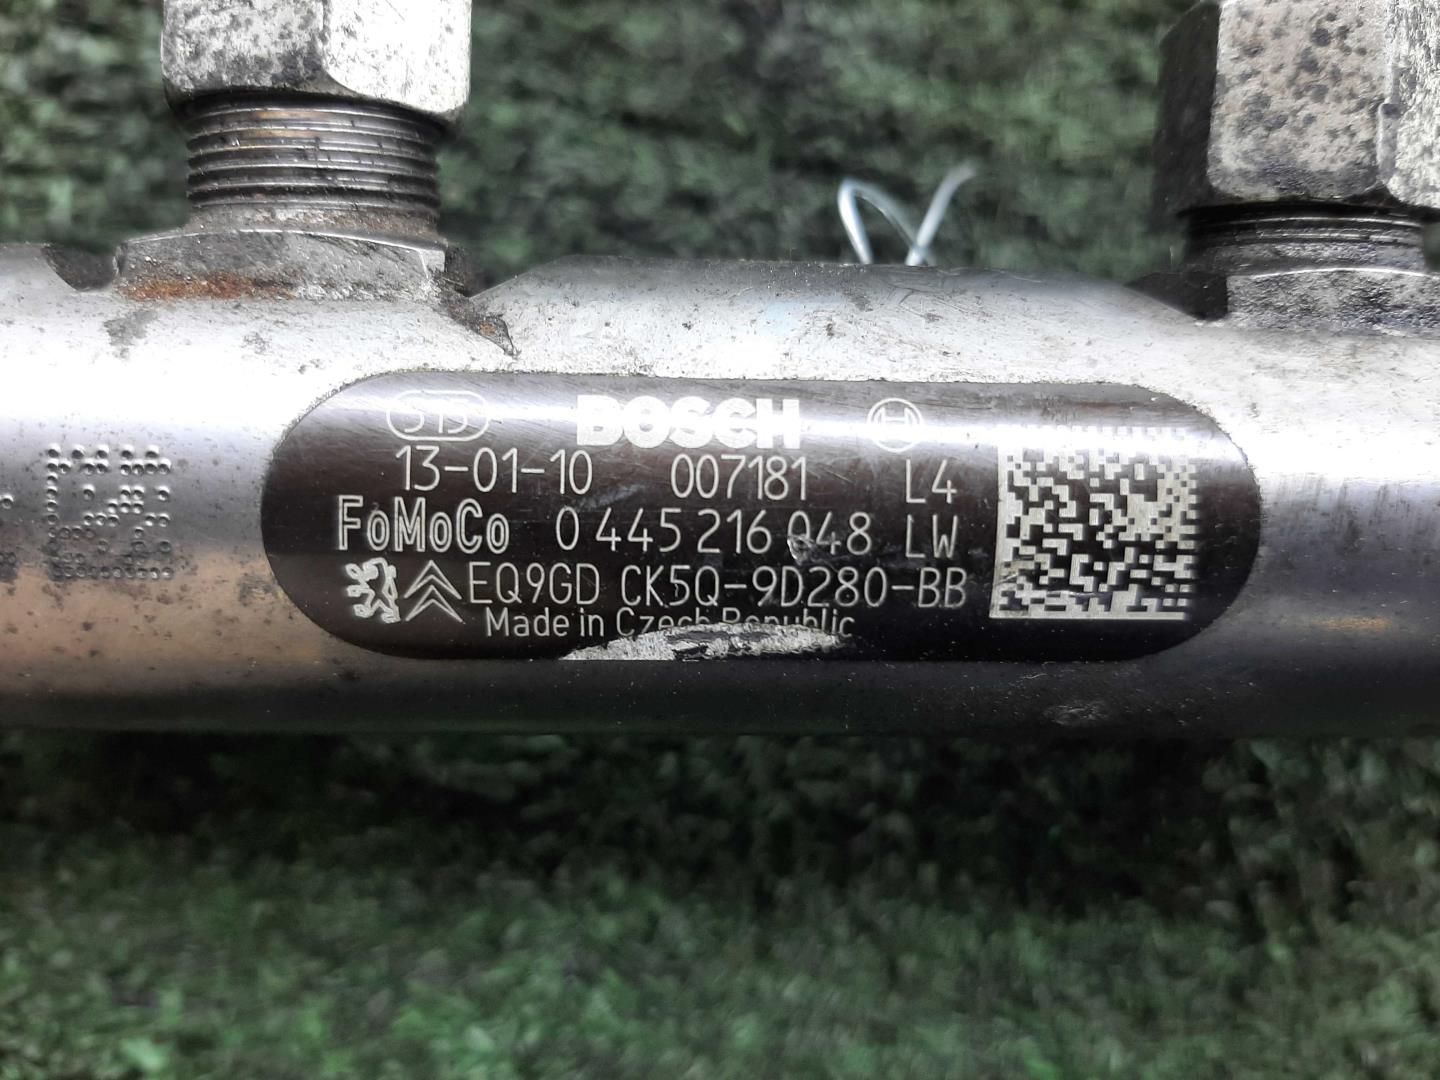 515 BOSCH
13-01-10 007181 L4
FoMoCo 0 445 216 048 LW
EQ9GD CK5Q-9D280-BB
Made in Czech Republic